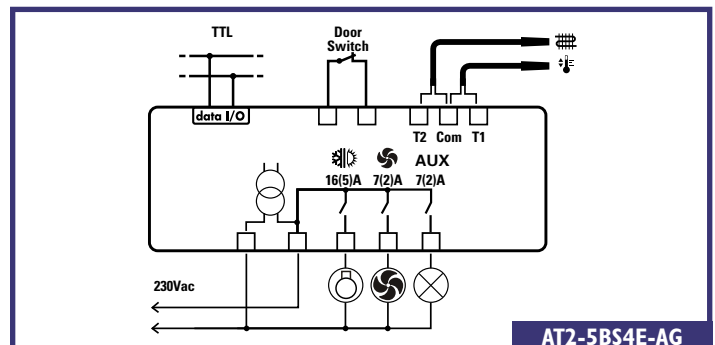 TTL
Door
Switch
data I/O
T2 Com T1
AUX
16(5)A 7(2)A 7(2)A
230Vac
AT2-5BS4E-AG